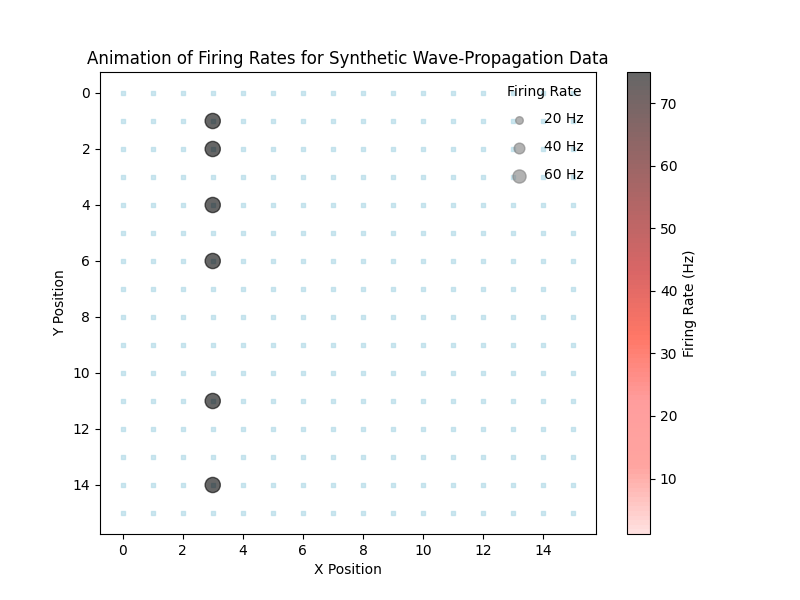 Animation of Firing Rates for Synthetic Wave-Propagation Data
Firing Rate
20 Hz
40 Hz
60 Hz
0
2
4
6
8
10
12
14
Y Position
0 2 4 6 8 10 12 14
X Position
70
60
50
40
30
20
10
Firing Rate (Hz)